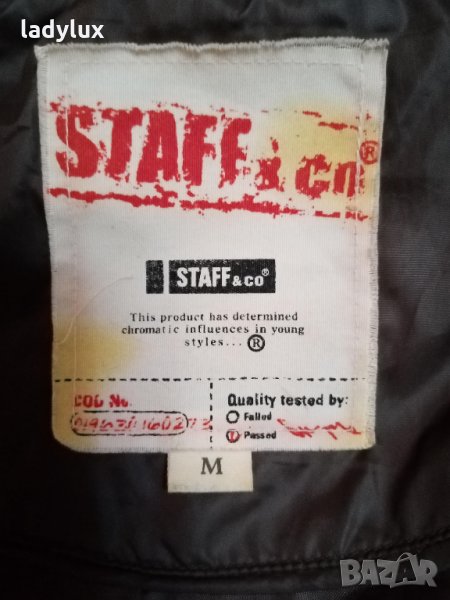 ladylux
STAFF & co®
STAFF & co®
This product has determined
chromatic influences in young
styles... ®
COD No.
Quality tested by:
Failed
Passed
M
BAZAR